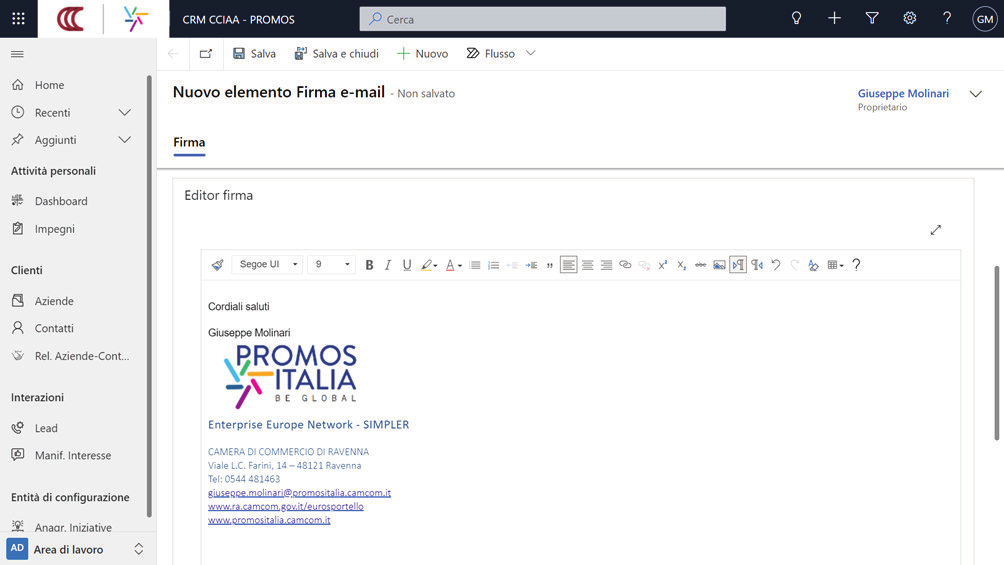 CRM CCIAA - PROMOS
Cerca
GM
Salva
Salva e chiudi
Nuovo
Flusso
Home
Recenti
Aggiunti
Attività personali
Dashboard
Impegni
Clienti
Aziende
Contatti
Rel. Aziende-Cont...
Interazioni
Lead
Manif. Interesse
Entità di configurazione
Anagr. Iniziative
AD
Area di lavoro
Nuovo elemento Firma e-mail - Non salvato
Giuseppe Molinari
Proprietario
Firma
Editor firma
Segoe UI
9
Cordiali saluti
Giuseppe Molinari
PROMOS
ITALIA
BE GLOBAL
Enterprise Europe Network - SIMPLER
CAMERA DI COMMERCIO DI RAVENNA
Viale L.C. Farini, 14 – 48121 Ravenna
Tel: 0544 481463
giuseppe.molinari@promositalia.camcom.it
www.ra.camcom.gov.it/eurosportello
www.promositalia.camcom.it